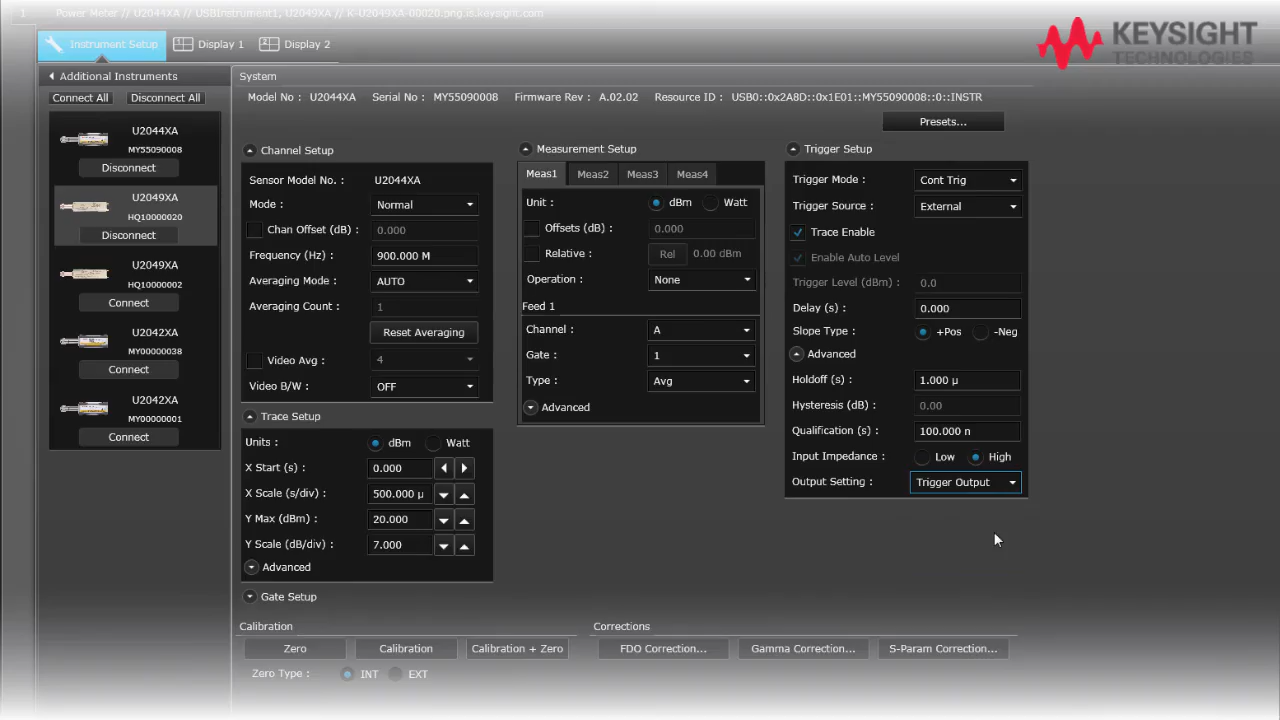 1
Power Meter // U2044XA // USBInstrument1, U2049XA // K-U2049XA-00020.png.is.keysight.com
KEYSIGHT
TECHNOLOGIES
Instrument Setup
1 Display 1
2 Display 2
Additional Instruments
Connect All Disconnect All
U2044XA
MY55090008
Disconnect
U2049XA
HQ10000020
Disconnect
U2049XA
HQ10000002
Connect
U2042XA
MY00000038
Connect
U2042XA
MY00000001
Connect
System
Model No : U2044XA Serial No : MY55090008 Firmware Rev : A.02.02 Resource ID : USB0::0x2A8D::0x1E01::MY55090008::0::INSTR
Presets...
Channel Setup
Sensor Model No. : U2044XA
Mode : Normal
Chan Offset (dB) : 0.000
Frequency (Hz) : 900.000 M
Averaging Mode : AUTO
Averaging Count : 1
Reset Averaging
Video Avg : 4
Video B/W : OFF
Trace Setup
Units : dBm Watt
X Start (s) : 0.000
X Scale (s/div) : 500.000 µ
Y Max (dBm) : 20.000
Y Scale (dB/div) : 7.000
Advanced
Gate Setup
Measurement Setup
Meas1 Meas2 Meas3 Meas4
Unit : dBm Watt
Offsets (dB) : 0.000
Relative : Rel 0.00 dBm
Operation : None
Feed 1
Channel : A
Gate : 1
Type : Avg
Advanced
Trigger Setup
Trigger Mode : Cont Trig
Trigger Source : External
Trace Enable
Enable Auto Level
Trigger Level (dBm) : 0.0
Delay (s) : 0.000
Slope Type : +Pos -Neg
Advanced
Holdoff (s) : 1.000 µ
Hysteresis (dB) : 0.00
Qualification (s) : 100.000 n
Input Impedance : Low High
Output Setting : Trigger Output
Calibration
Zero Calibration Calibration + Zero
Zero Type : INT EXT
Corrections
FDO Correction... Gamma Correction... S-Param Correction...